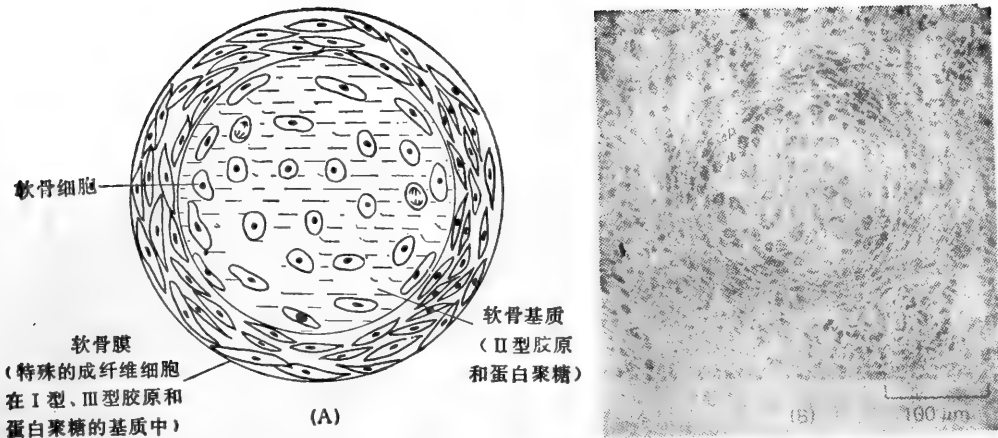 软骨细胞
软骨膜
(特殊的成纤维细胞
在Ⅰ型、Ⅲ型胶原和
蛋白聚糖的基质中)
软骨基质
(Ⅱ型胶原
和蛋白聚糖)
(A)
(B)
100 μm